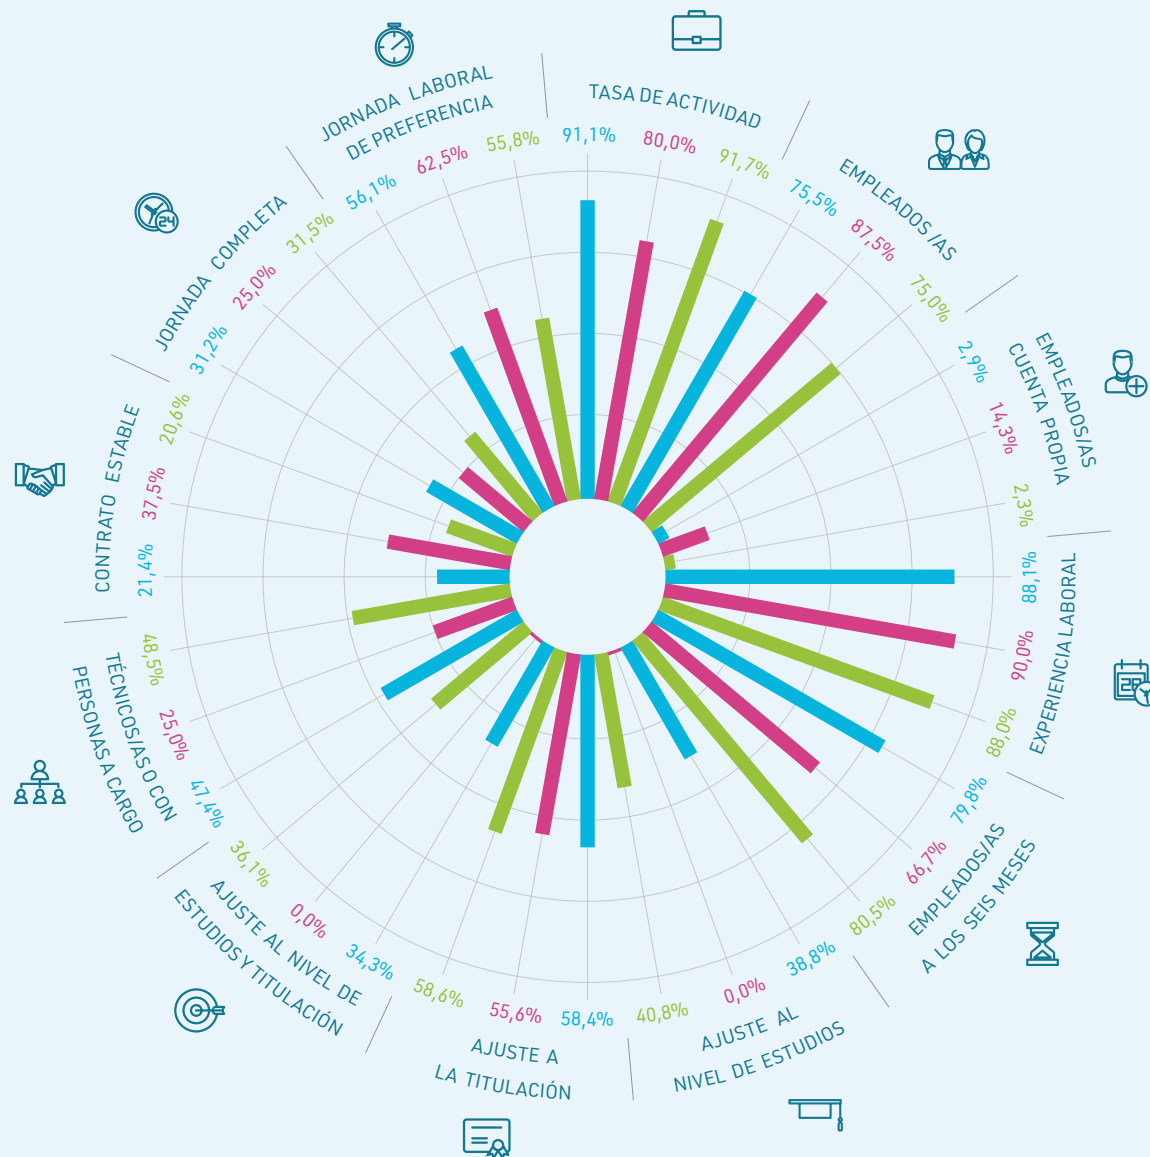 TASA DE ACTIVIDAD
91,1%
80,0%
91,7%
EMPLEADOS /AS
75,5%
87,5%
75,0%
EMPLEADOS/AS
CUENTA PROPIA
2,9%
14,3%
2,3%
EXPERIENCIA LABORAL
88,1%
90,0%
88,0%
EMPLEADOS/AS
A LOS SEIS MESES
79,8%
66,7%
80,5%
AJUSTE AL
NIVEL DE ESTUDIOS
38,8%
0,0%
40,8%
AJUSTE A
LA TITULACIÓN
58,4%
55,6%
58,6%
AJUSTE AL NIVEL DE
ESTUDIOS Y TITULACIÓN
34,3%
0,0%
36,1%
TÉCNICOS/AS O CON
PERSONAS A CARGO
47,4%
25,0%
48,5%
CONTRATO ESTABLE
21,4%
37,5%
20,6%
JORNADA COMPLETA
31,2%
25,0%
31,5%
JORNADA LABORAL
DE PREFERENCIA
56,1%
62,5%
55,8%
24